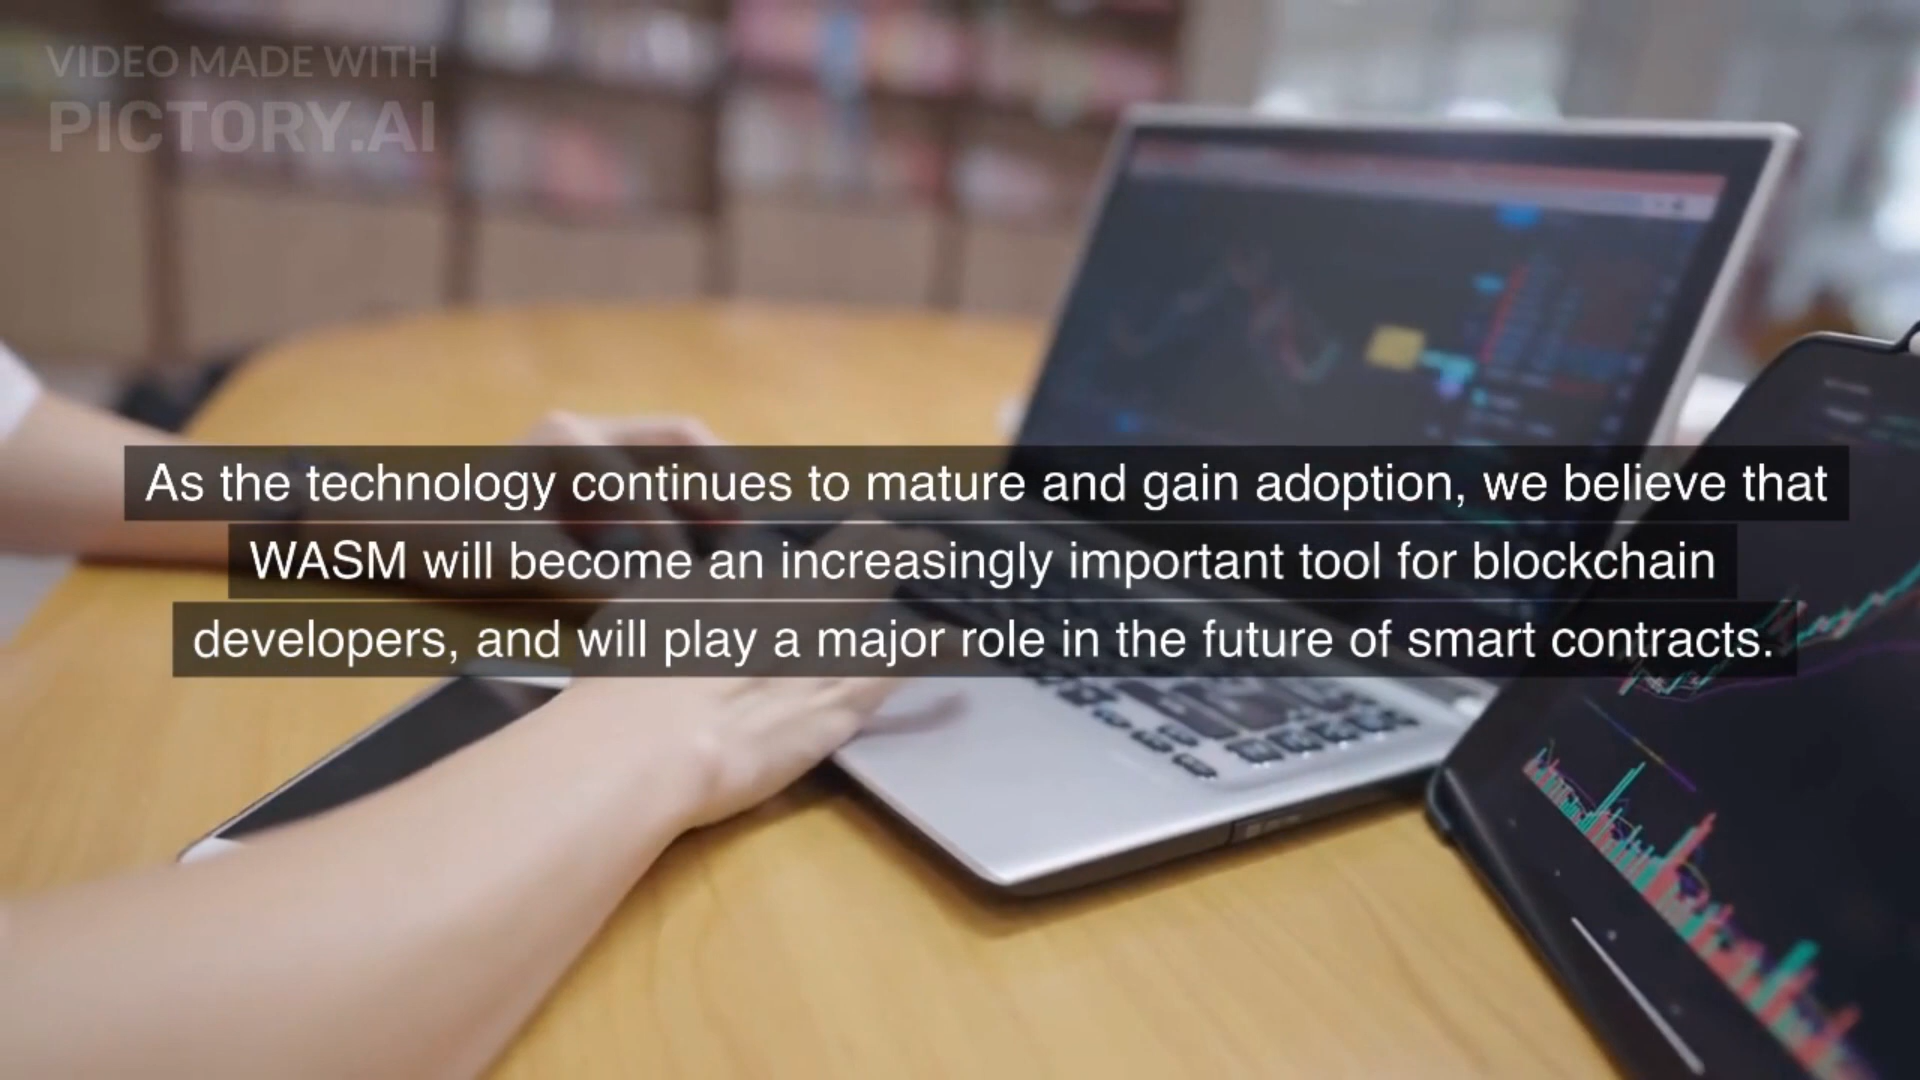 VIDEO MADE WITH
PICTORY.AI
As the technology continues to mature and gain adoption, we believe that
WASM will become an increasingly important tool for blockchain
developers, and will play a major role in the future of smart contracts.